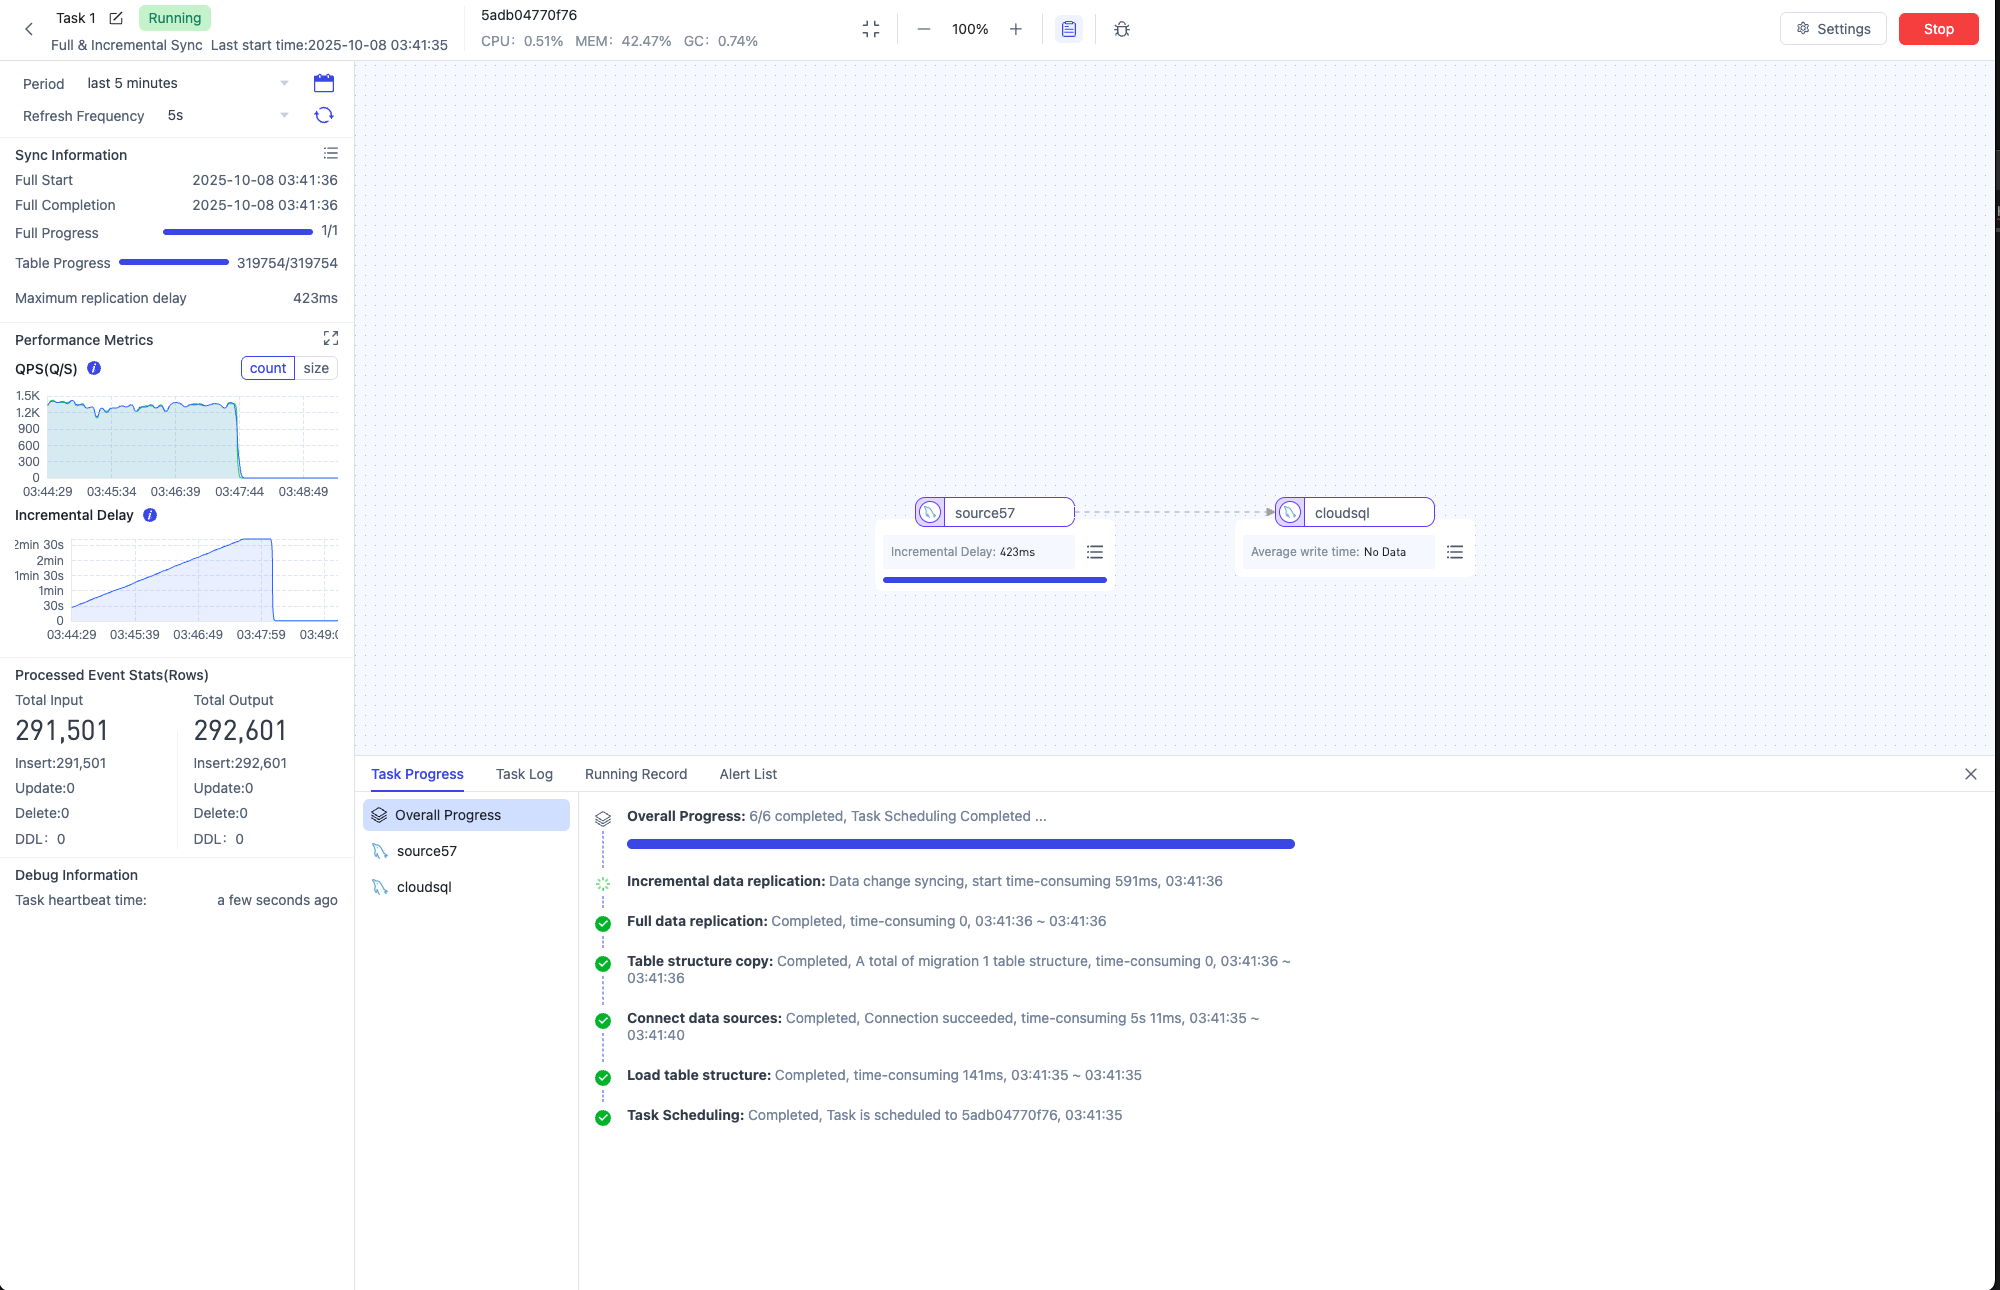 Task 1 Running
Full & Incremental Sync Last start time:2025-10-08 03:41:35
5adb04770f76
CPU: 0.51% MEM: 42.47% GC: 0.74%
100%
Settings
Stop
Period last 5 minutes
Refresh Frequency 5s
Sync Information
Full Start 2025-10-08 03:41:36
Full Completion 2025-10-08 03:41:36
Full Progress 1/1
Table Progress 319754/319754
Maximum replication delay 423ms
Performance Metrics
QPS(Q/S) i count size
1.5K
1.2K
900
600
300
0
03:44:29 03:45:34 03:46:39 03:47:44 03:48:49
Incremental Delay i
2min 30s
2min
1min 30s
1min
30s
0
03:44:29 03:45:39 03:46:49 03:47:59 03:49:0
Processed Event Stats(Rows)
Total Input Total Output
291,501 292,601
Insert:291,501 Insert:292,601
Update:0 Update:0
Delete:0 Delete:0
DDL: 0 DDL: 0
Debug Information
Task heartbeat time: a few seconds ago
source57 cloudsql
Incremental Delay: 423ms Average write time: No Data
Task Progress Task Log Running Record Alert List
Overall Progress
source57
cloudsql
Overall Progress: 6/6 completed, Task Scheduling Completed ...
Incremental data replication: Data change syncing, start time-consuming 591ms, 03:41:36
Full data replication: Completed, time-consuming 0, 03:41:36 ~ 03:41:36
Table structure copy: Completed, A total of migration 1 table structure, time-consuming 0, 03:41:36 ~
03:41:36
Connect data sources: Completed, Connection succeeded, time-consuming 5s 11ms, 03:41:35 ~
03:41:40
Load table structure: Completed, time-consuming 141ms, 03:41:35 ~ 03:41:35
Task Scheduling: Completed, Task is scheduled to 5adb04770f76, 03:41:35